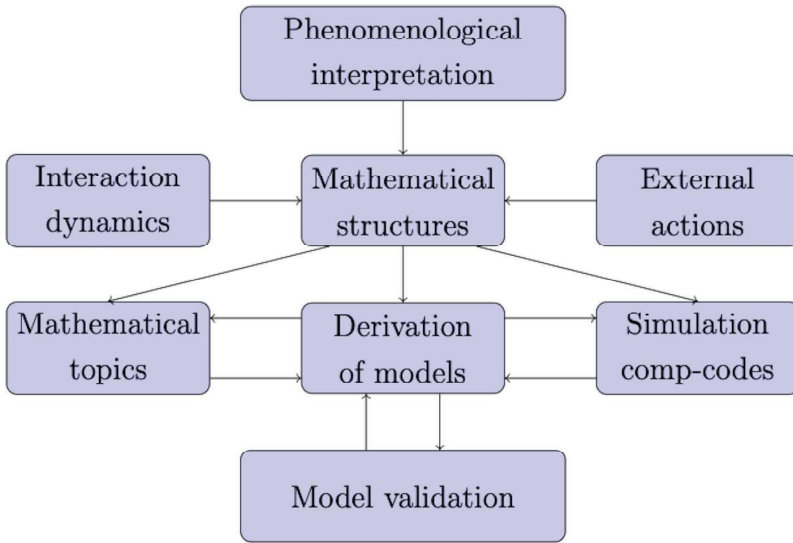 Phenomenological
interpretation
Interaction
dynamics
Mathematical
structures
External
actions
Mathematical
topics
Derivation
of models
Simulation
comp-codes
Model validation